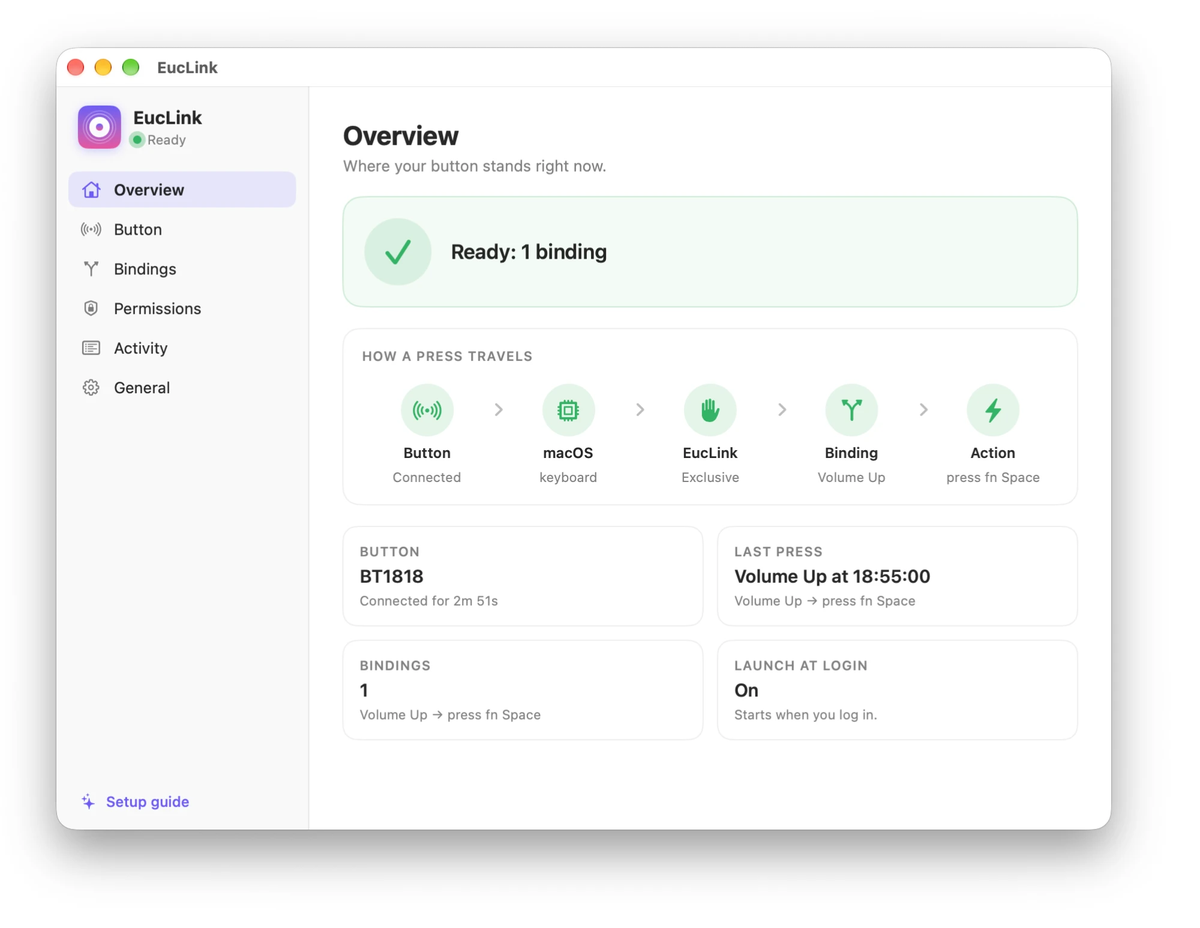 EucLink
EucLink
Ready
Overview
Button
Bindings
Permissions
Activity
General
Setup guide
Overview
Where your button stands right now.
Ready: 1 binding
HOW A PRESS TRAVELS
Button
Connected
macOS
keyboard
EucLink
Exclusive
Binding
Volume Up
Action
press fn Space
BUTTON
BT1818
Connected for 2m 51s
LAST PRESS
Volume Up at 18:55:00
Volume Up → press fn Space
BINDINGS
1
Volume Up → press fn Space
LAUNCH AT LOGIN
On
Starts when you log in.